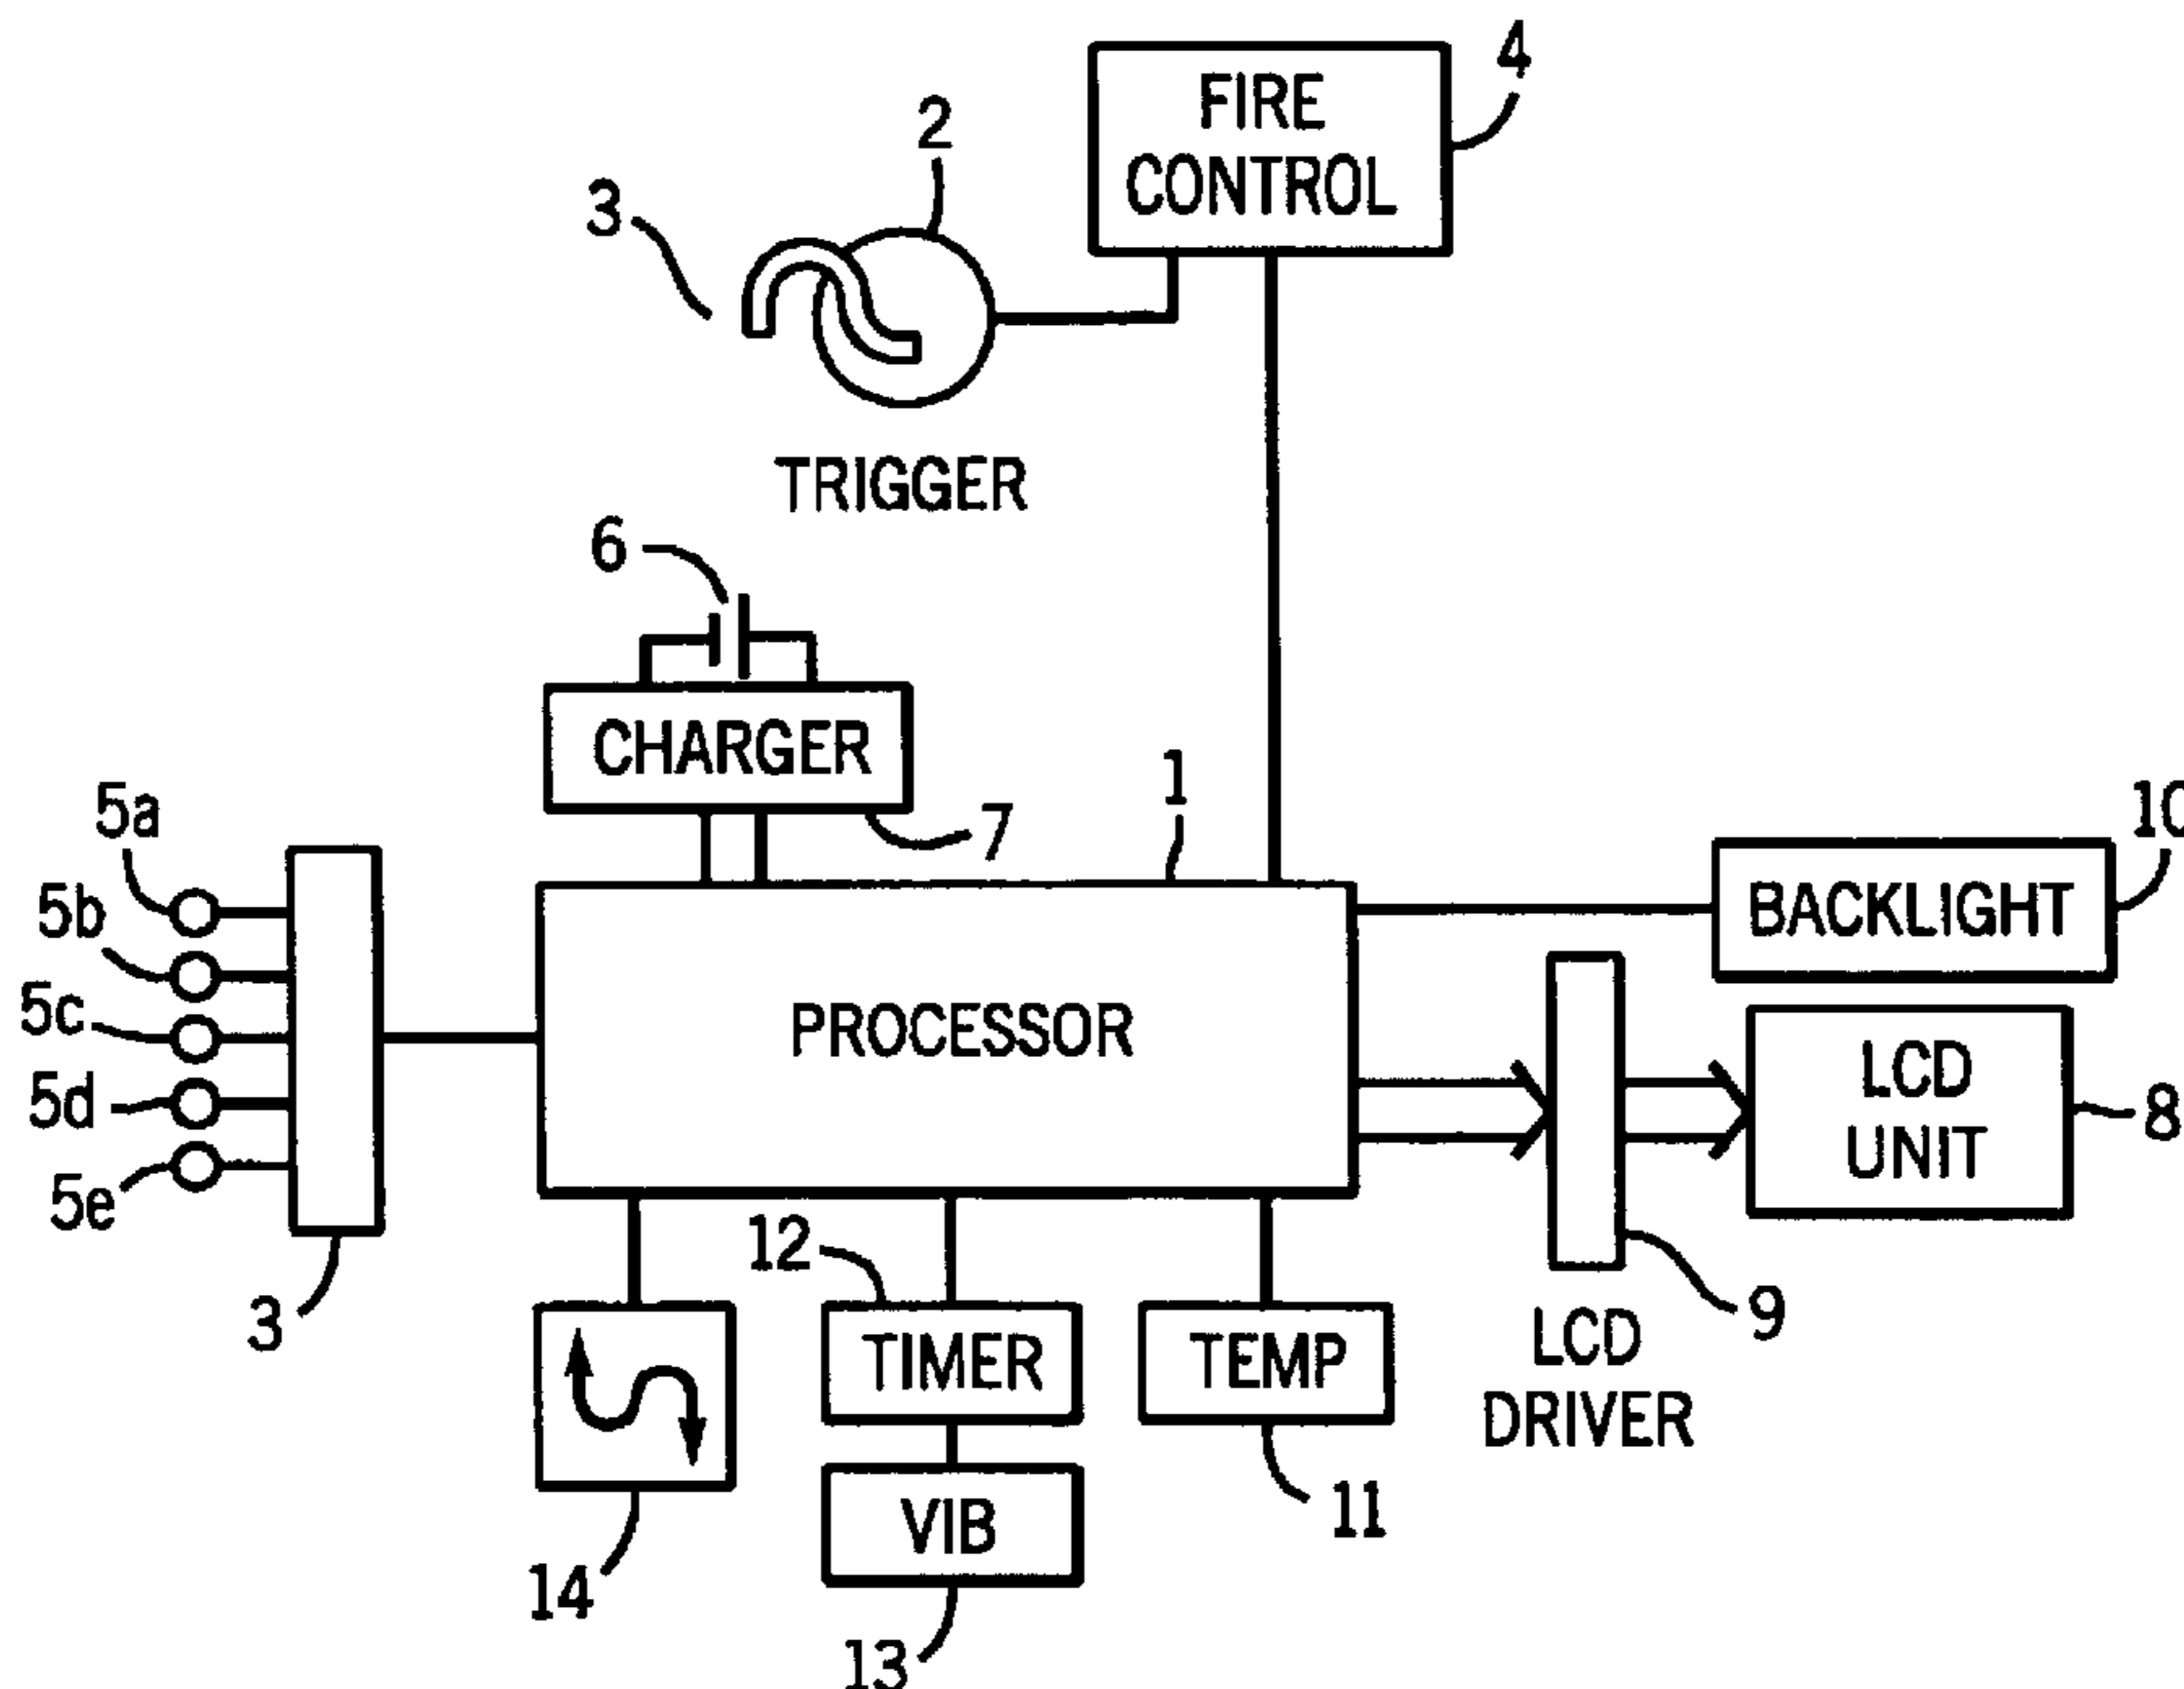 4
FIRE
CONTROL
2
3
TRIGGER
6
CHARGER
7
1
5a
5b
5c
5d
5e
3
PROCESSOR
10
BACKLIGHT
LCD
UNIT
8
9
LCD
DRIVER
12
TIMER
TEMP
11
VIB
13
14